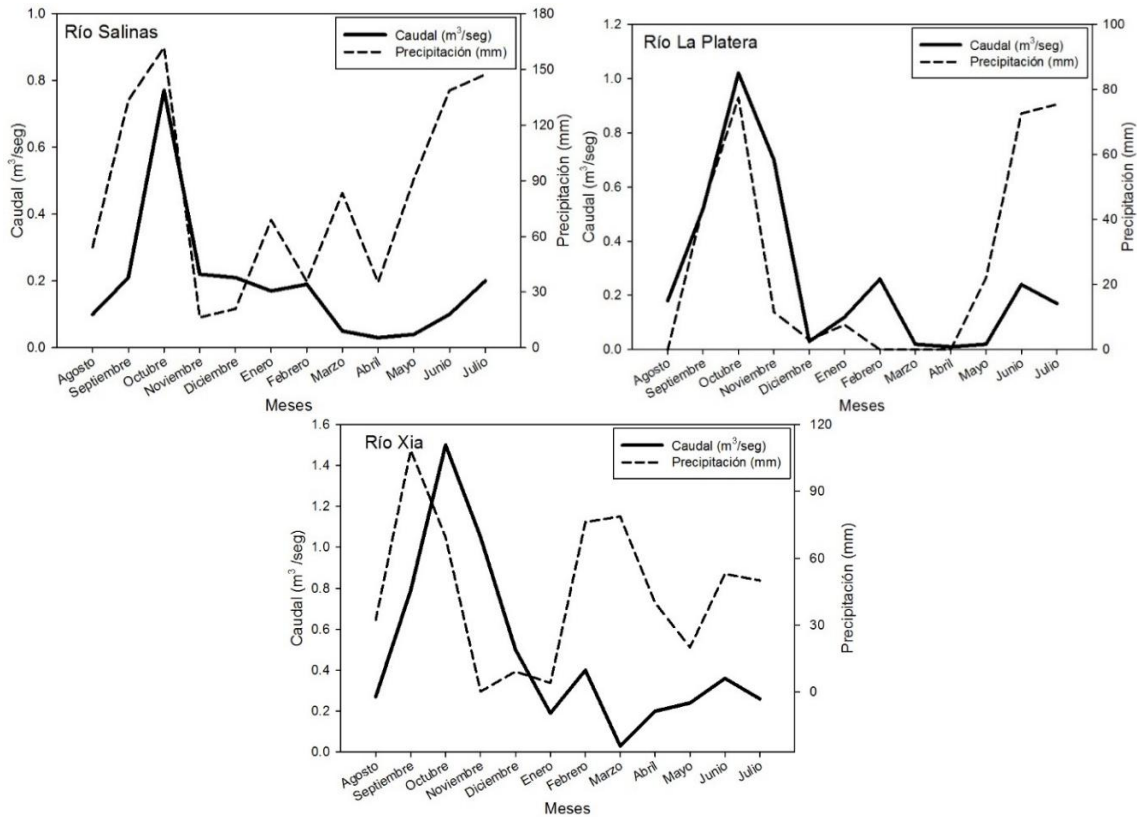 Río Salinas
Caudal (m³/seg)
Precipitación (mm)
1.0
0.8
0.6
0.4
0.2
0.0
Caudal (m³/seg)
180
150
120
90
60
30
0
Precipitación (mm)
Agosto
Septiembre
Octubre
Noviembre
Diciembre
Enero
Febrero
Marzo
Abril
Mayo
Junio
Julio
Meses
Río La Platera
Caudal (m³/seg)
Precipitación (mm)
1.2
1.0
0.8
0.6
0.4
0.2
0.0
Caudal (m³/seg)
100
80
60
40
20
0
Precipitación (mm)
Agosto
Septiembre
Octubre
Noviembre
Diciembre
Enero
Febrero
Marzo
Abril
Mayo
Junio
Julio
Meses
Río Xia
Caudal (m³/seg)
Precipitación (mm)
1.6
1.4
1.2
1.0
0.8
0.6
0.4
0.2
0.0
Caudal (m³ /seg)
120
90
60
30
0
Precipitación (mm)
Agosto
Septiembre
Octubre
Noviembre
Diciembre
Enero
Febrero
Marzo
Abril
Mayo
Junio
Julio
Meses